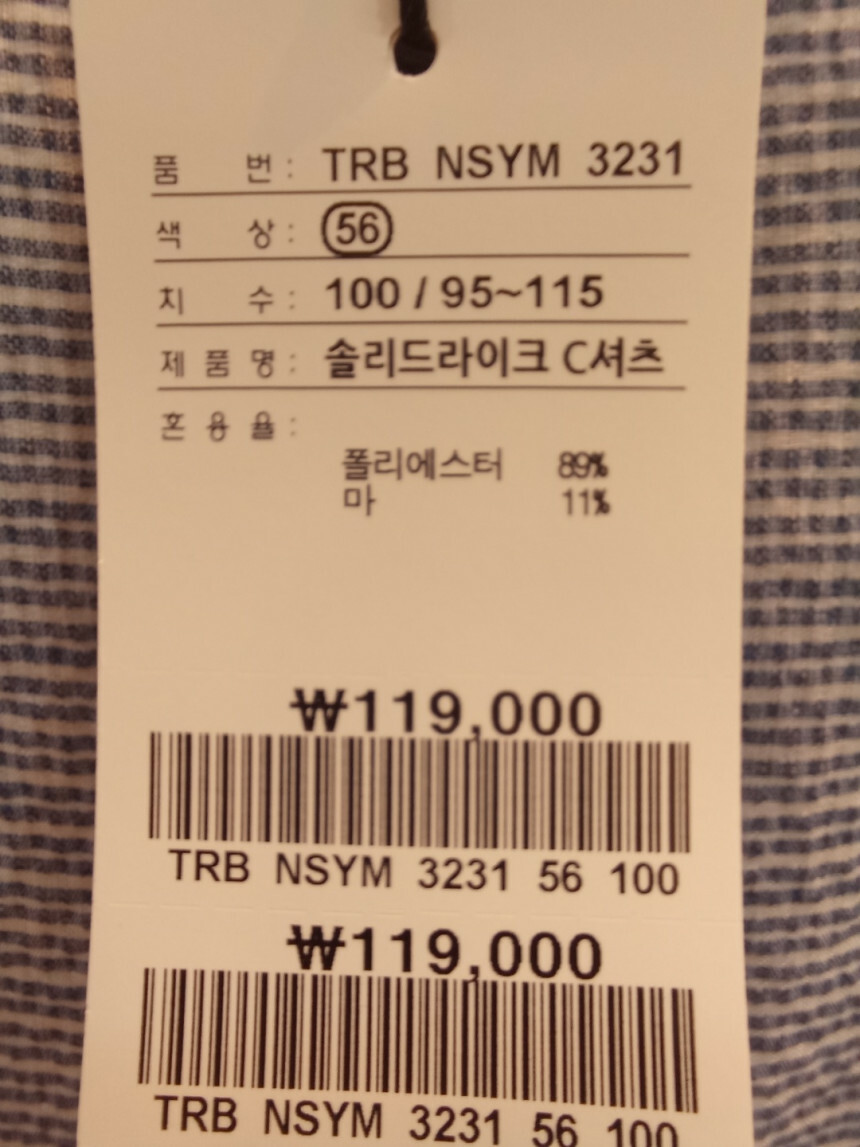 품 번 : TRB NSYM 3231
색 상 : 56
치 수 : 100 / 95~115
제 품 명 : 솔리드라이크 C셔츠
혼 용 율 :
폴리에스터 89%
마 11%
₩119,000
TRB NSYM 3231 56 100
₩119,000
TRB NSYM 3231 56 100